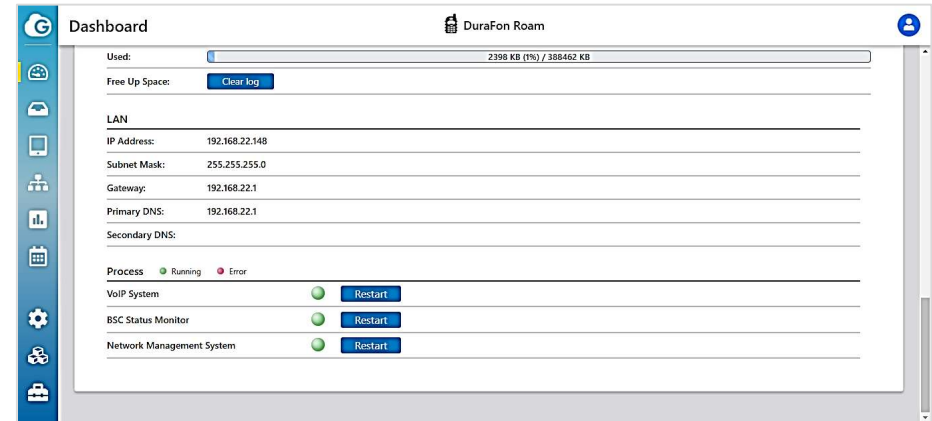 G Dashboard DuraFon Roam
Used: 2398 KB (1%) / 388462 KB
Free Up Space: Clear log
LAN
IP Address: 192.168.22.148
Subnet Mask: 255.255.255.0
Gateway: 192.168.22.1
Primary DNS: 192.168.22.1
Secondary DNS:
Process Running Error
VoIP System Restart
BSC Status Monitor Restart
Network Management System Restart